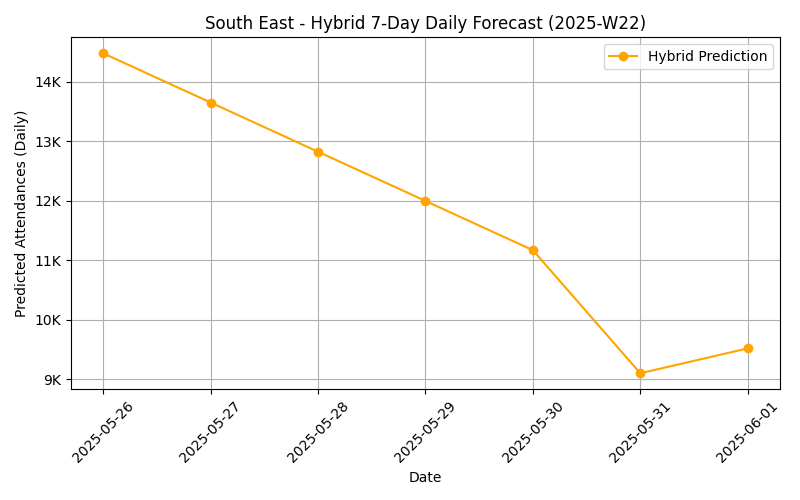 South East - Hybrid 7-Day Daily Forecast (2025-W22)
Hybrid Prediction
Predicted Attendances (Daily)
14K
13K
12K
11K
10K
9K
2025-05-26
2025-05-27
2025-05-28
2025-05-29
2025-05-30
2025-05-31
2025-06-01
Date